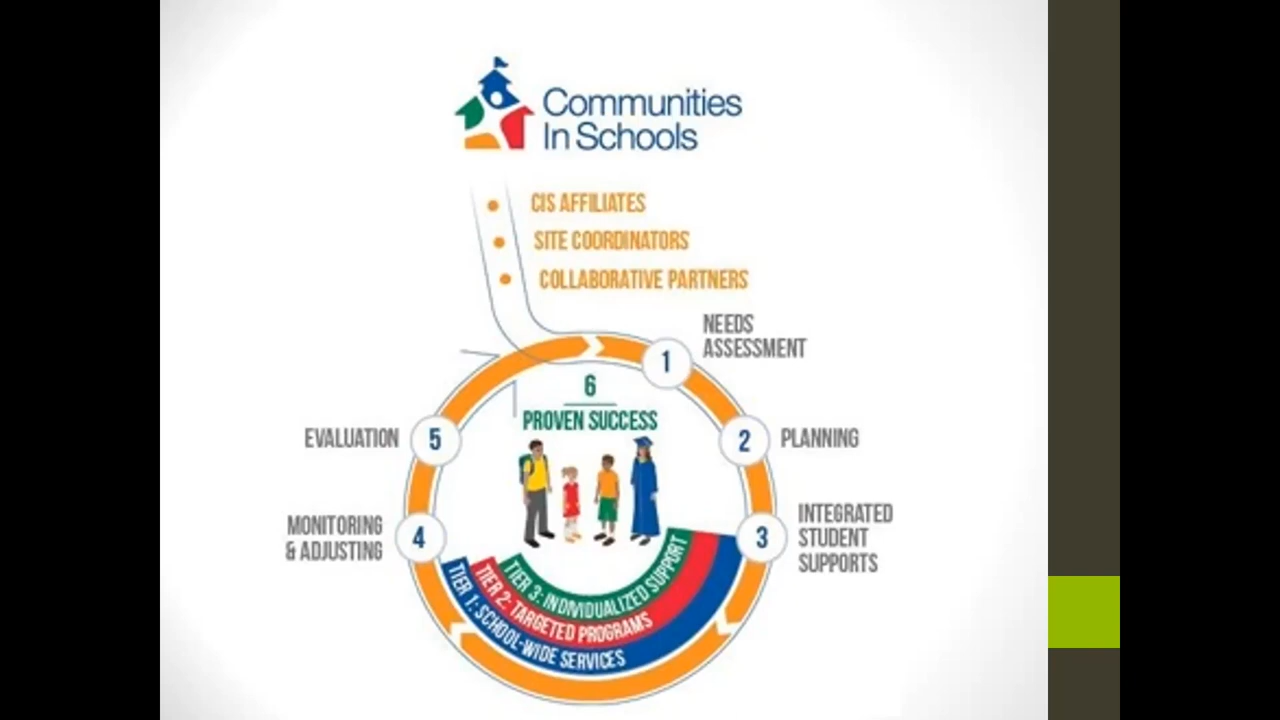 Communities
In Schools
CIS AFFILIATES
SITE COORDINATORS
COLLABORATIVE PARTNERS
1
NEEDS
ASSESSMENT
2
PLANNING
3
INTEGRATED
STUDENT
SUPPORTS
4
MONITORING
& ADJUSTING
5
EVALUATION
6
PROVEN SUCCESS
TIER 3: INDIVIDUALIZED SUPPORT
TIER 2: TARGETED PROGRAMS
TIER 1: SCHOOL-WIDE SERVICES